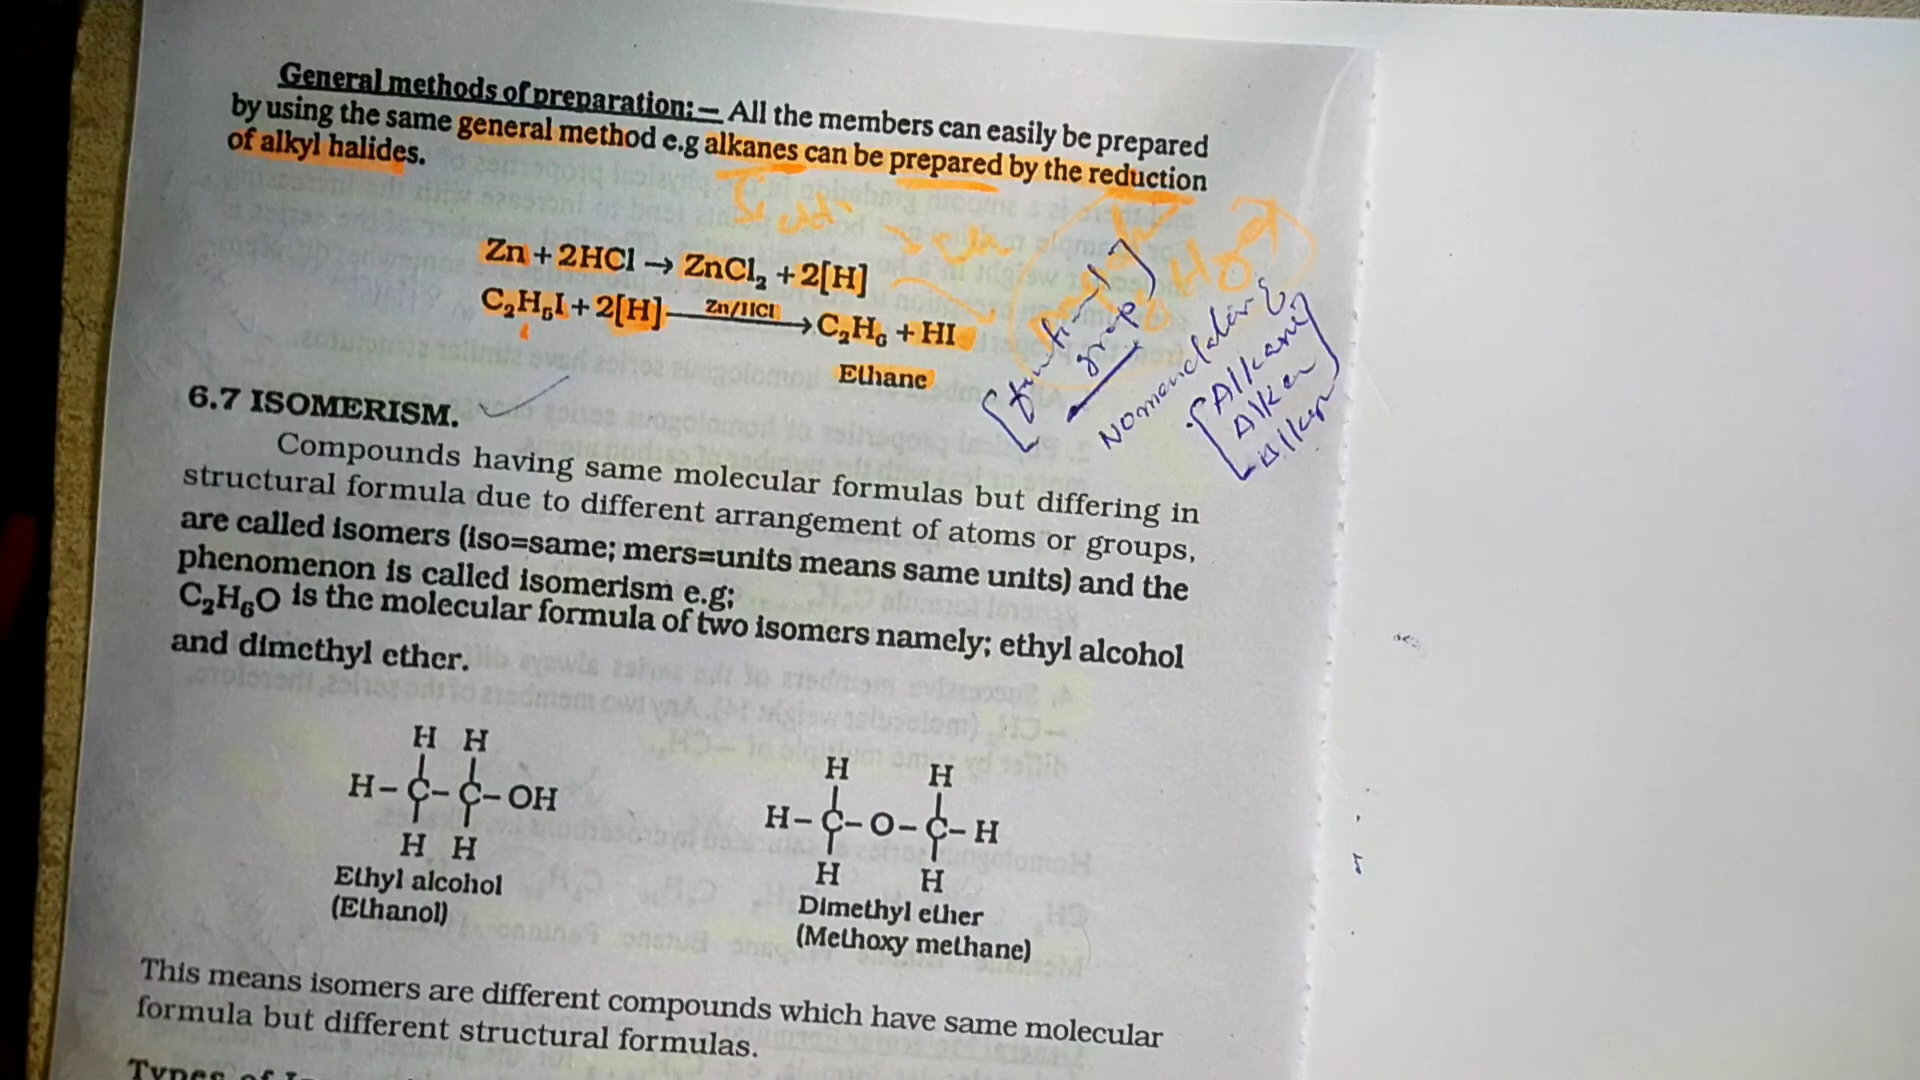 General methods of preparation:— All the members can easily be prepared
by using the same general method e.g alkanes can be prepared by the reduction
of alkyl halides.
Zn + 2HCl → ZnCl₂ + 2[H]
C₂H₅I + 2[H] Zn/HCl → C₂H₆ + HI
Ethane
[functional
group]
Nomenclature
[Alkane
Alken
6.7 ISOMERISM.
Compounds having same molecular formulas but differing in
structural formula due to different arrangement of atoms or groups,
are called isomers (iso=same; mers=units means same units) and the
phenomenon is called isomerism e.g;
C₂H₆O is the molecular formula of two isomers namely; ethyl alcohol
and dimethyl ether.
H H
H–C–C–OH
H H
Ethyl alcohol
(Ethanol)
H H
H–C–O–C–H
H H
Dimethyl ether
(Methoxy methane)
This means isomers are different compounds which have same molecular
formula but different structural formulas.
Types of